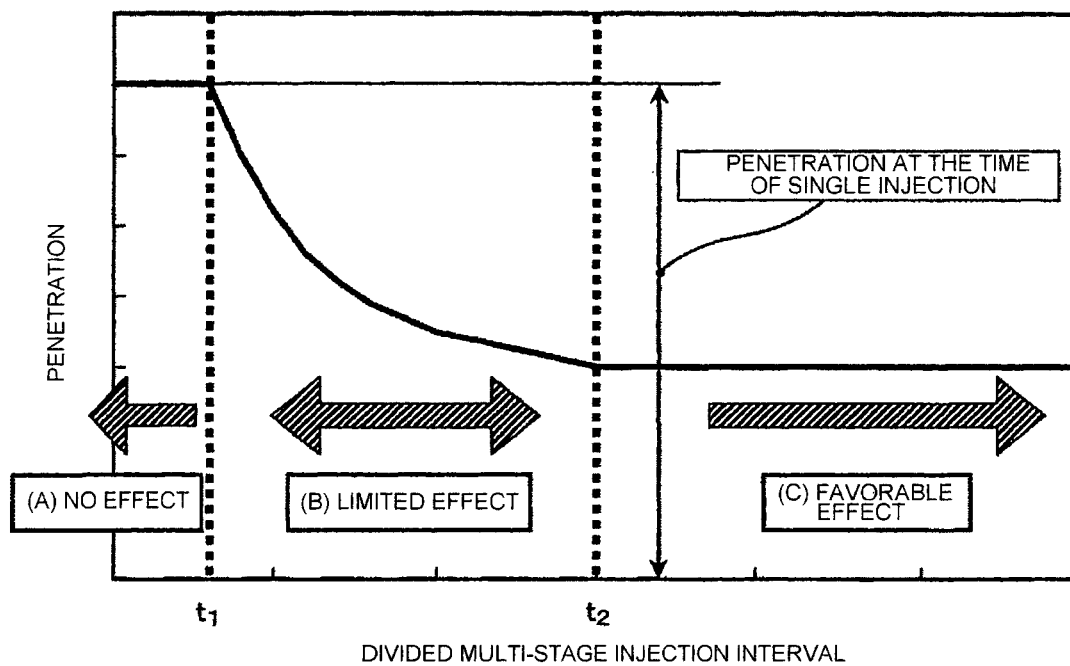 PENETRATION AT THE TIME
OF SINGLE INJECTION
PENETRATION
(A) NO EFFECT
(B) LIMITED EFFECT
(C) FAVORABLE
EFFECT
t1
t2
DIVIDED MULTI-STAGE INJECTION INTERVAL